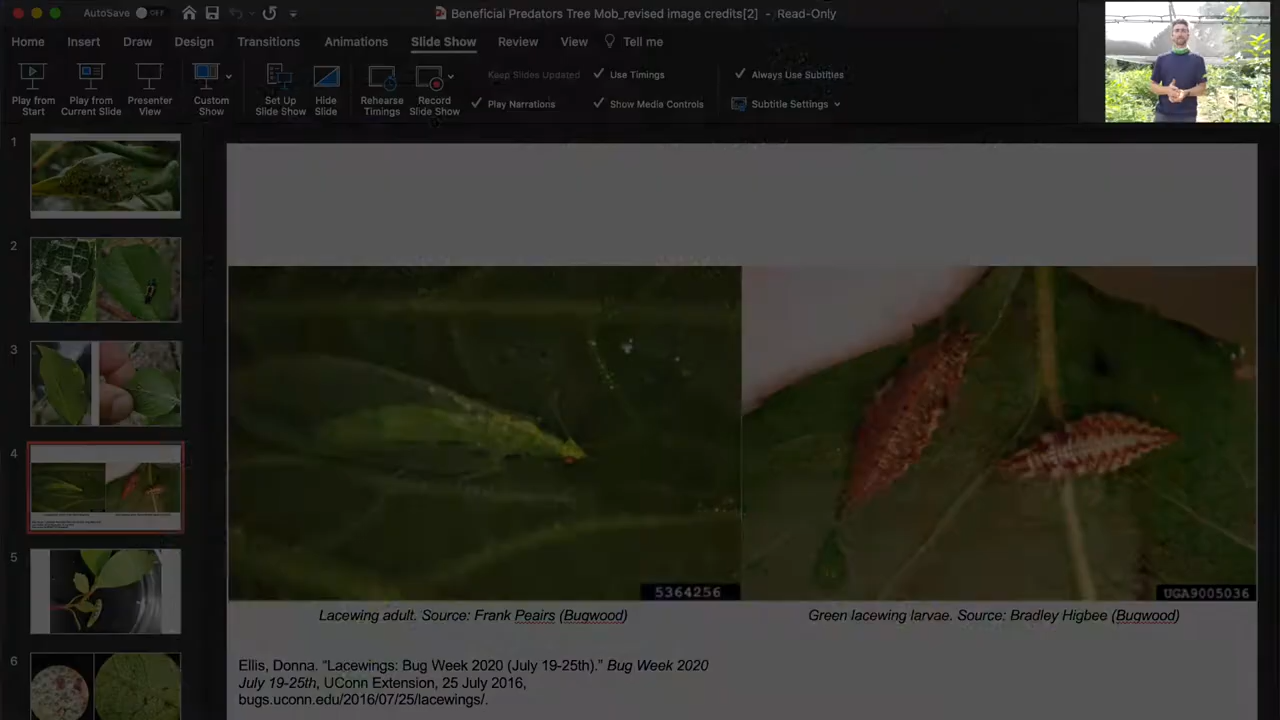 AutoSave OFF
Beneficial Predators Tree Mob_revised image credits[2] - Read-Only
Home Insert Draw Design Transitions Animations Slide Show Review View Tell me
Play from Start
Play from Current Slide
Presenter View
Custom Show
Set Up Slide Show
Hide Slide
Rehearse Timings
Record Slide Show
Keep Slides Updated
Use Timings
Always Use Subtitles
Play Narrations
Show Media Controls
Subtitle Settings
1
2
3
4
5
6
5364256
UGA9005036
Lacewing adult. Source: Frank Peairs (Bugwood)
Green lacewing larvae. Source: Bradley Higbee (Bugwood)
Ellis, Donna. “Lacewings: Bug Week 2020 (July 19-25th).” Bug Week 2020
July 19-25th, UConn Extension, 25 July 2016,
bugs.uconn.edu/2016/07/25/lacewings/.